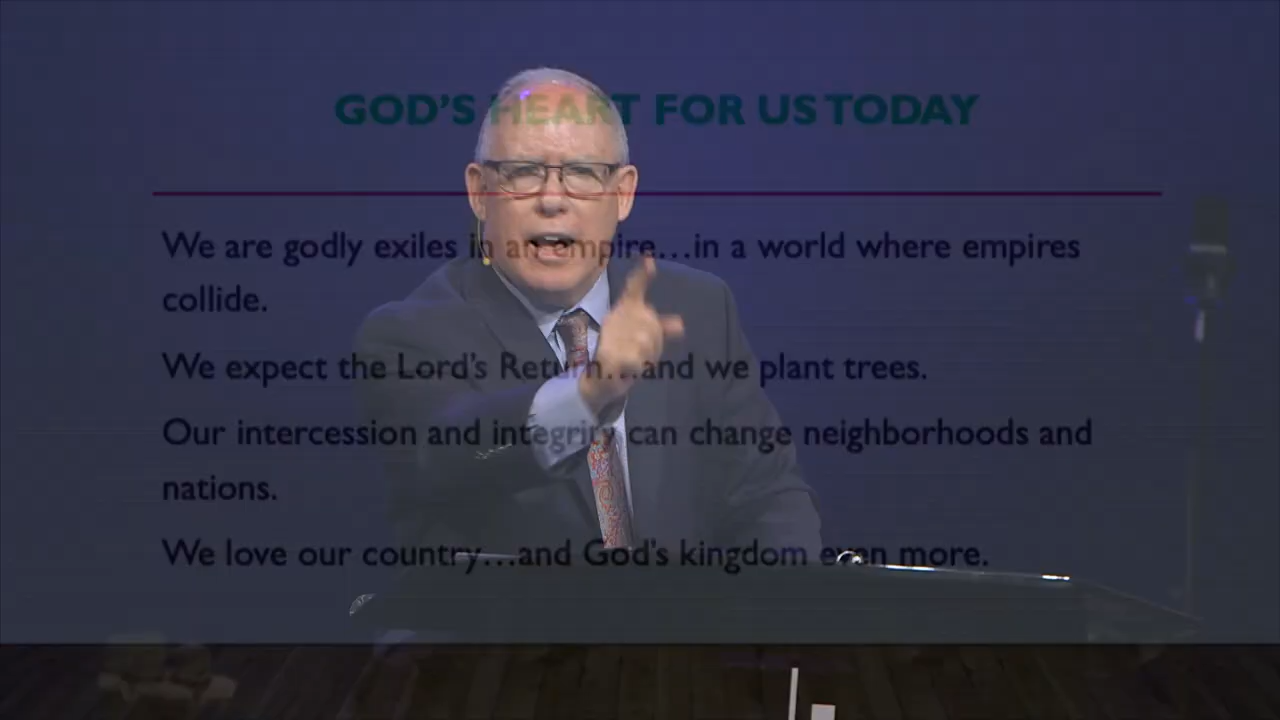 GOD'S HEART FOR US TODAY
We are godly exiles in an empire…in a world where empires
collide.
We expect the Lord's Return…and we plant trees.
Our intercession and integrity can change neighborhoods and
nations.
We love our country…and God's kingdom even more.